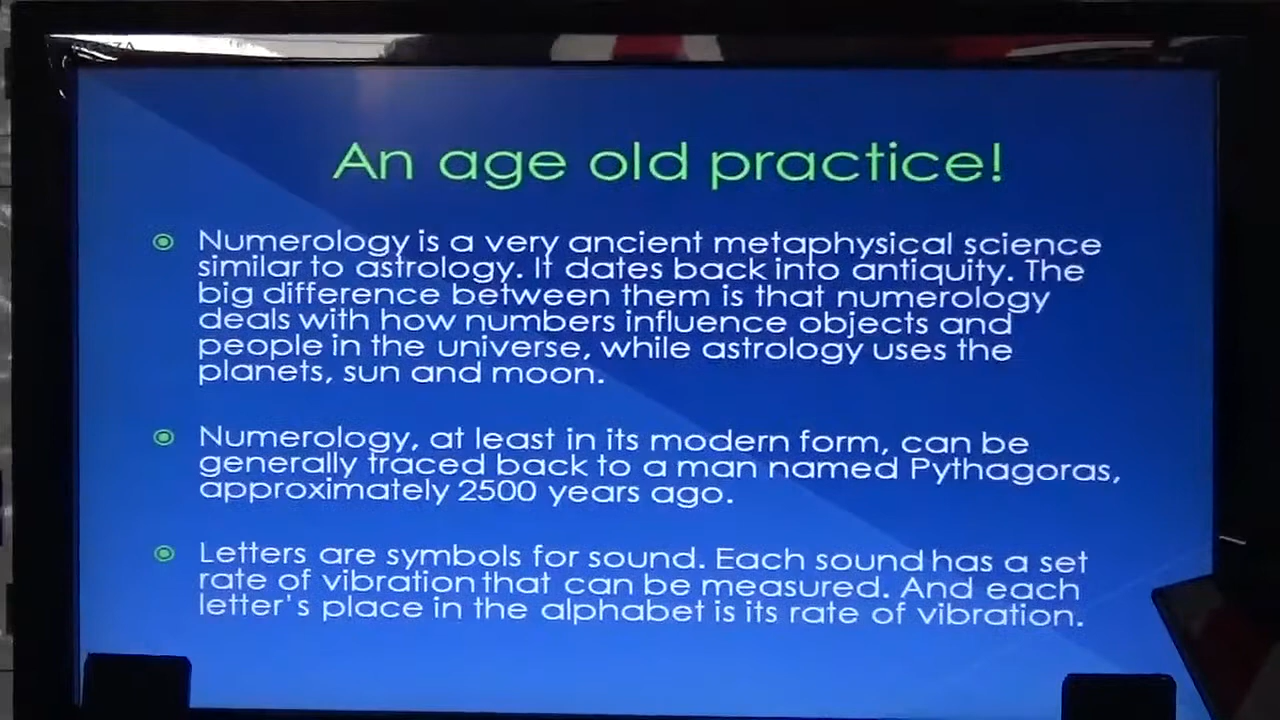 An age old practice!
Numerology is a very ancient metaphysical science
similar to astrology. It dates back into antiquity. The
big difference between them is that numerology
deals with how numbers influence objects and
people in the universe, while astrology uses the
planets, sun and moon.
Numerology, at least in its modern form, can be
generally traced back to a man named Pythagoras,
approximately 2500 years ago.
Letters are symbols for sound. Each sound has a set
rate of vibration that can be measured. And each
letter's place in the alphabet is its rate of vibration.